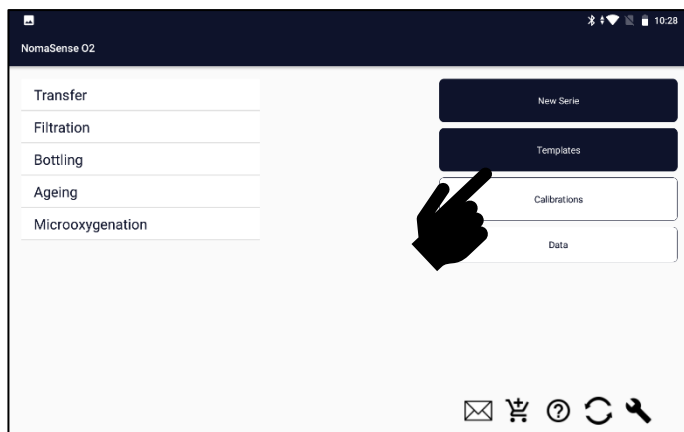 10:28
NomaSense O2
Transfer
Filtration
Bottling
Ageing
Microoxygenation
New Serie
Templates
Calibrations
Data